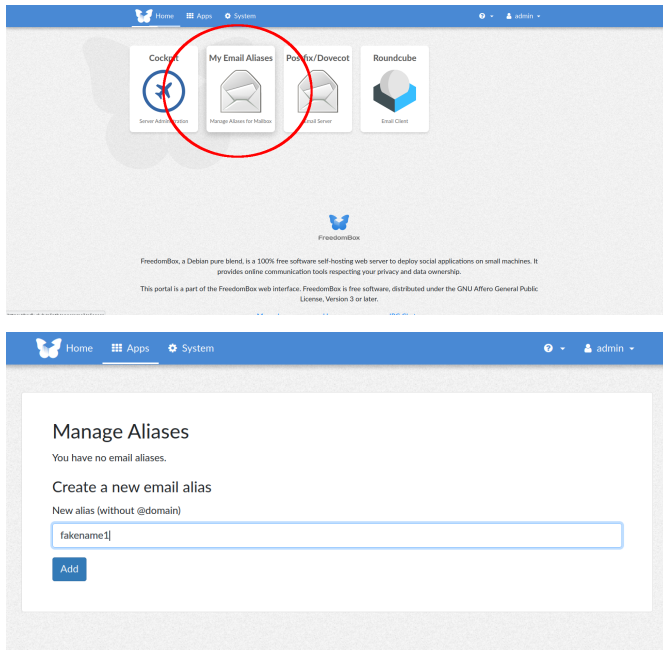 Home Apps System admin
Cockpit My Email Aliases Postfix/Dovecot Roundcube
Server Administration Manage Aliases for Mailbox Email Server Email Client
FreedomBox
FreedomBox, a Debian pure blend, is a 100% free software self-hosting web server to deploy social applications on small machines. It
provides online communication tools respecting your privacy and data ownership.
This portal is a part of the FreedomBox web interface. FreedomBox is free software, distributed under the GNU Affero General Public
License, Version 3 or later.
Home Apps System admin
Manage Aliases
You have no email aliases.
Create a new email alias
New alias (without @domain)
fakename1
Add